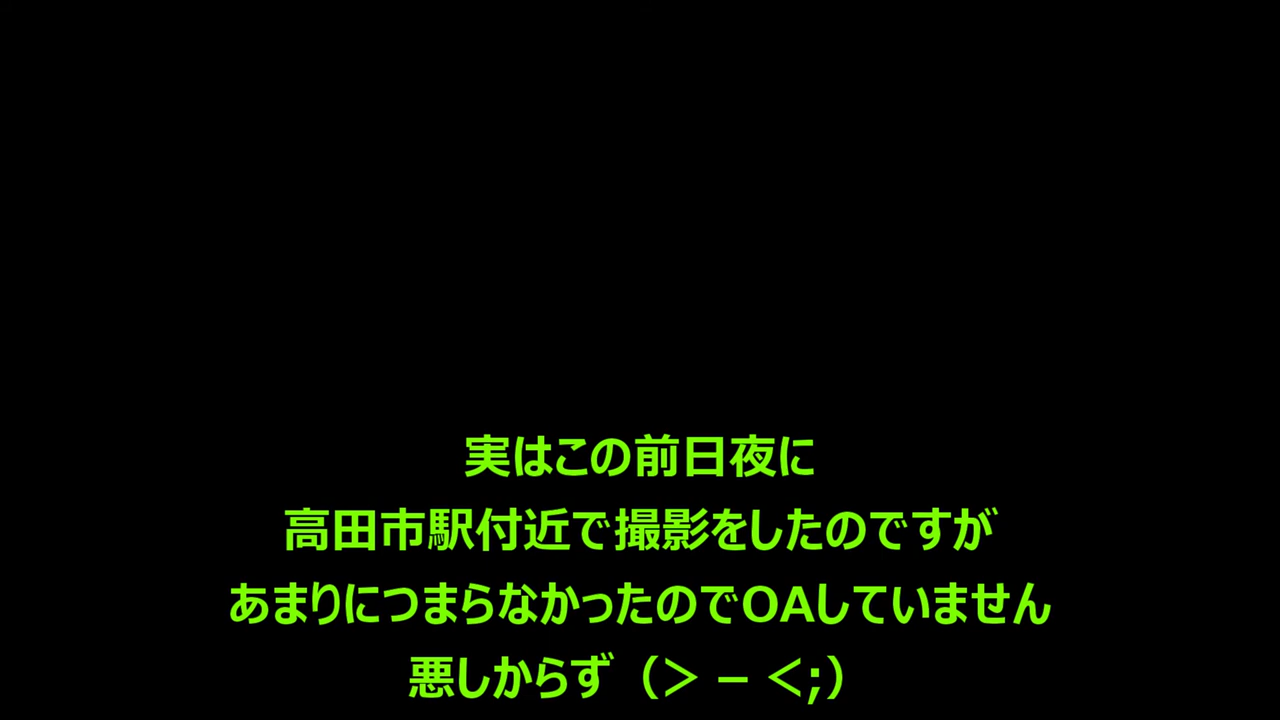 実はこの前日夜に
高田市駅付近で撮影をしたのですが
あまりにつまらなかったのでOAしていません
悪しからず（＞－＜;）